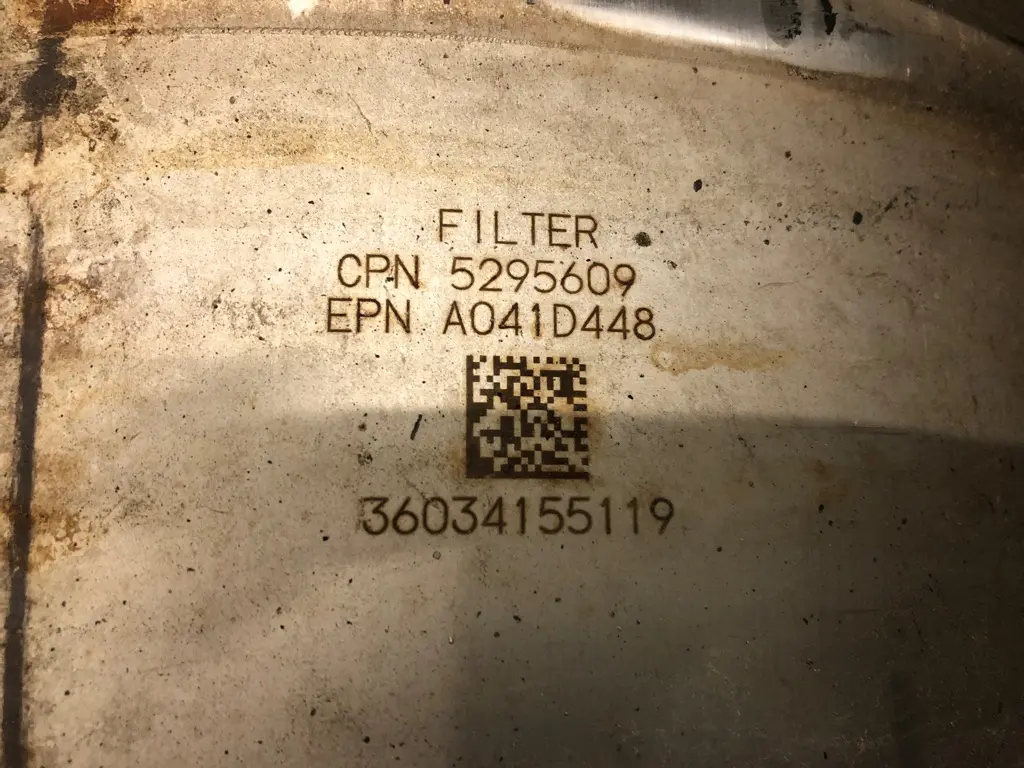 FILTER
CPN 5295609
EPN A041D448
36034155119